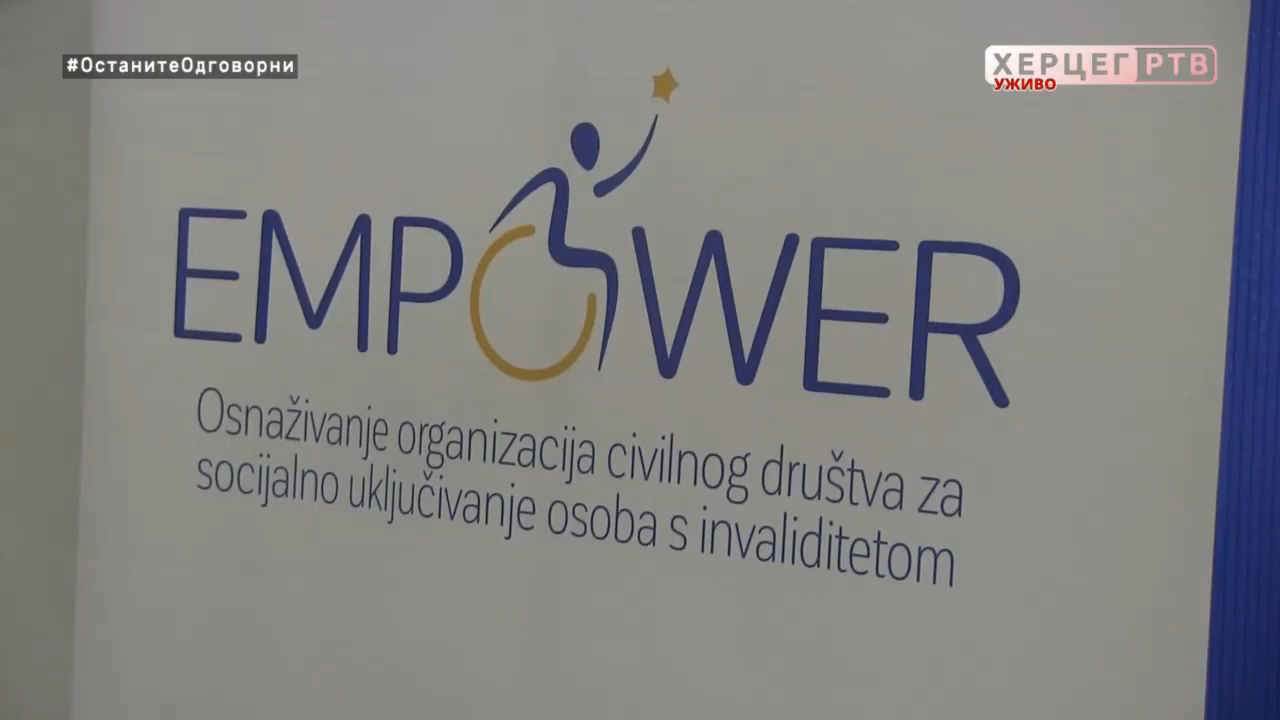 #ОстанитеОдговорни
ХЕРЦЕГ РТВ
УЖИВО
EMPOWER
Osnaživanje organizacija civilnog društva za
socijalno uključivanje osoba s invaliditetom